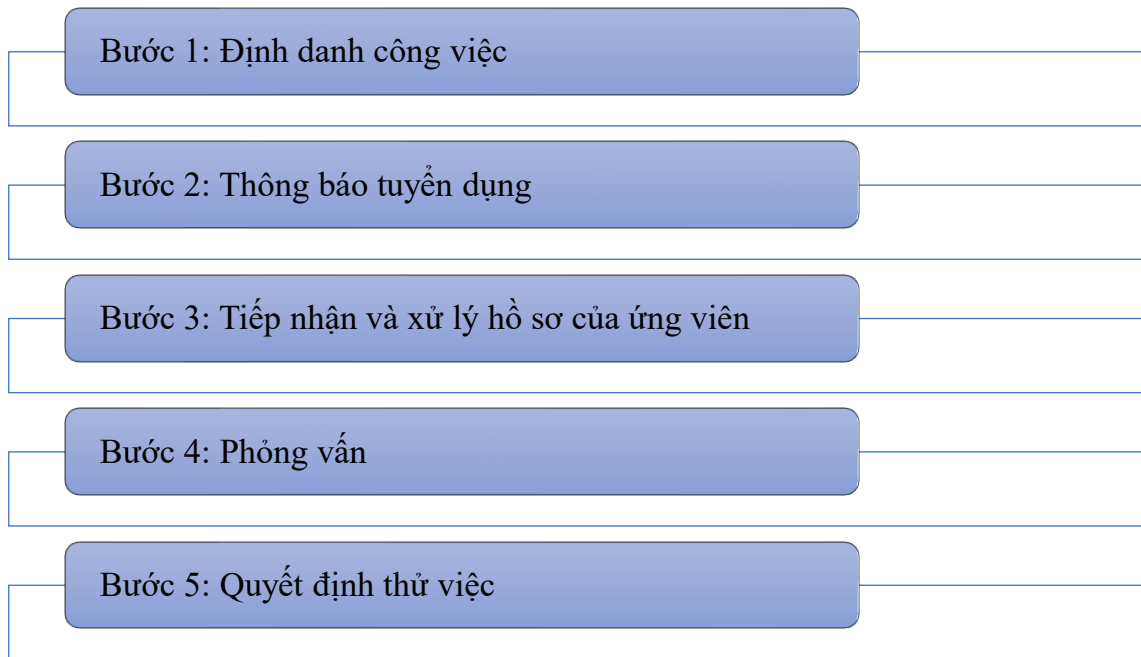 Bước 1: Định danh công việc
Bước 2: Thông báo tuyển dụng
Bước 3: Tiếp nhận và xử lý hồ sơ của ứng viên
Bước 4: Phỏng vấn
Bước 5: Quyết định thử việc